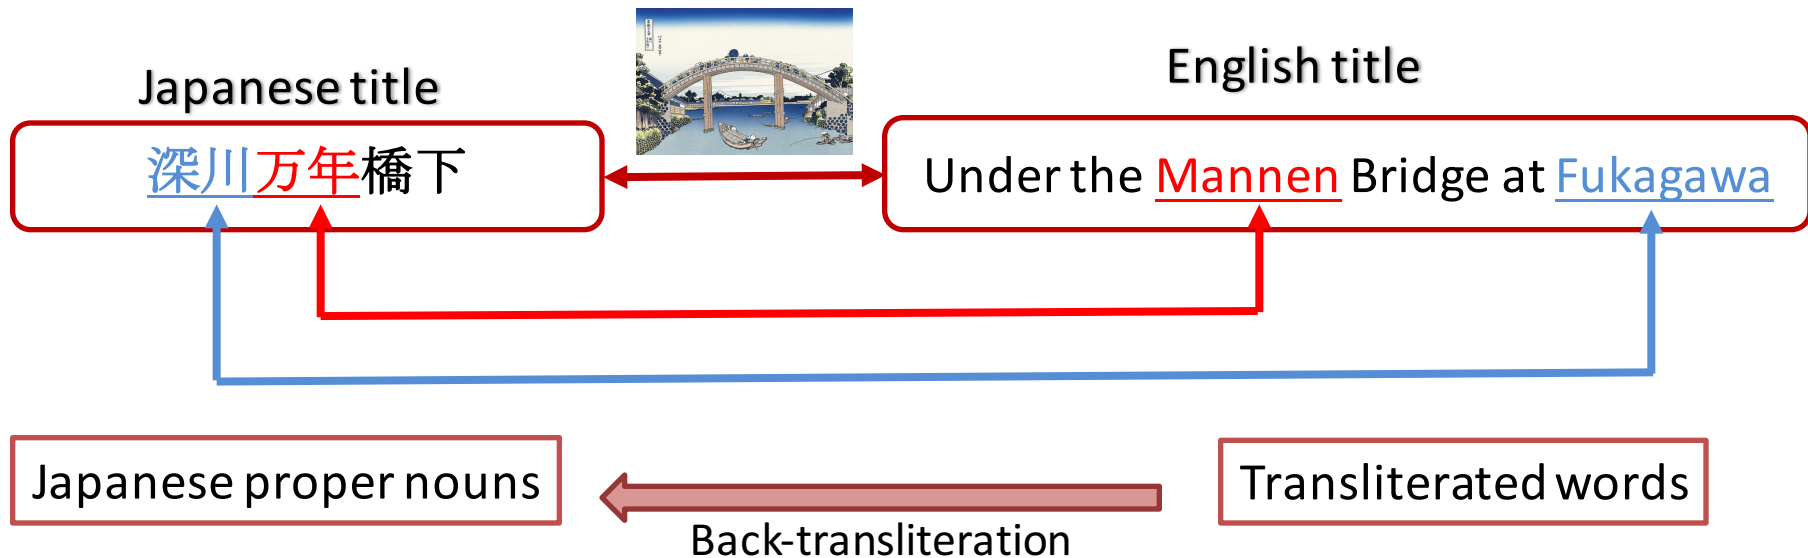 Japanese title
English title
深川万年橋下
Under the Mannen Bridge at Fukagawa
Japanese proper nouns
Transliterated words
Back-transliteration